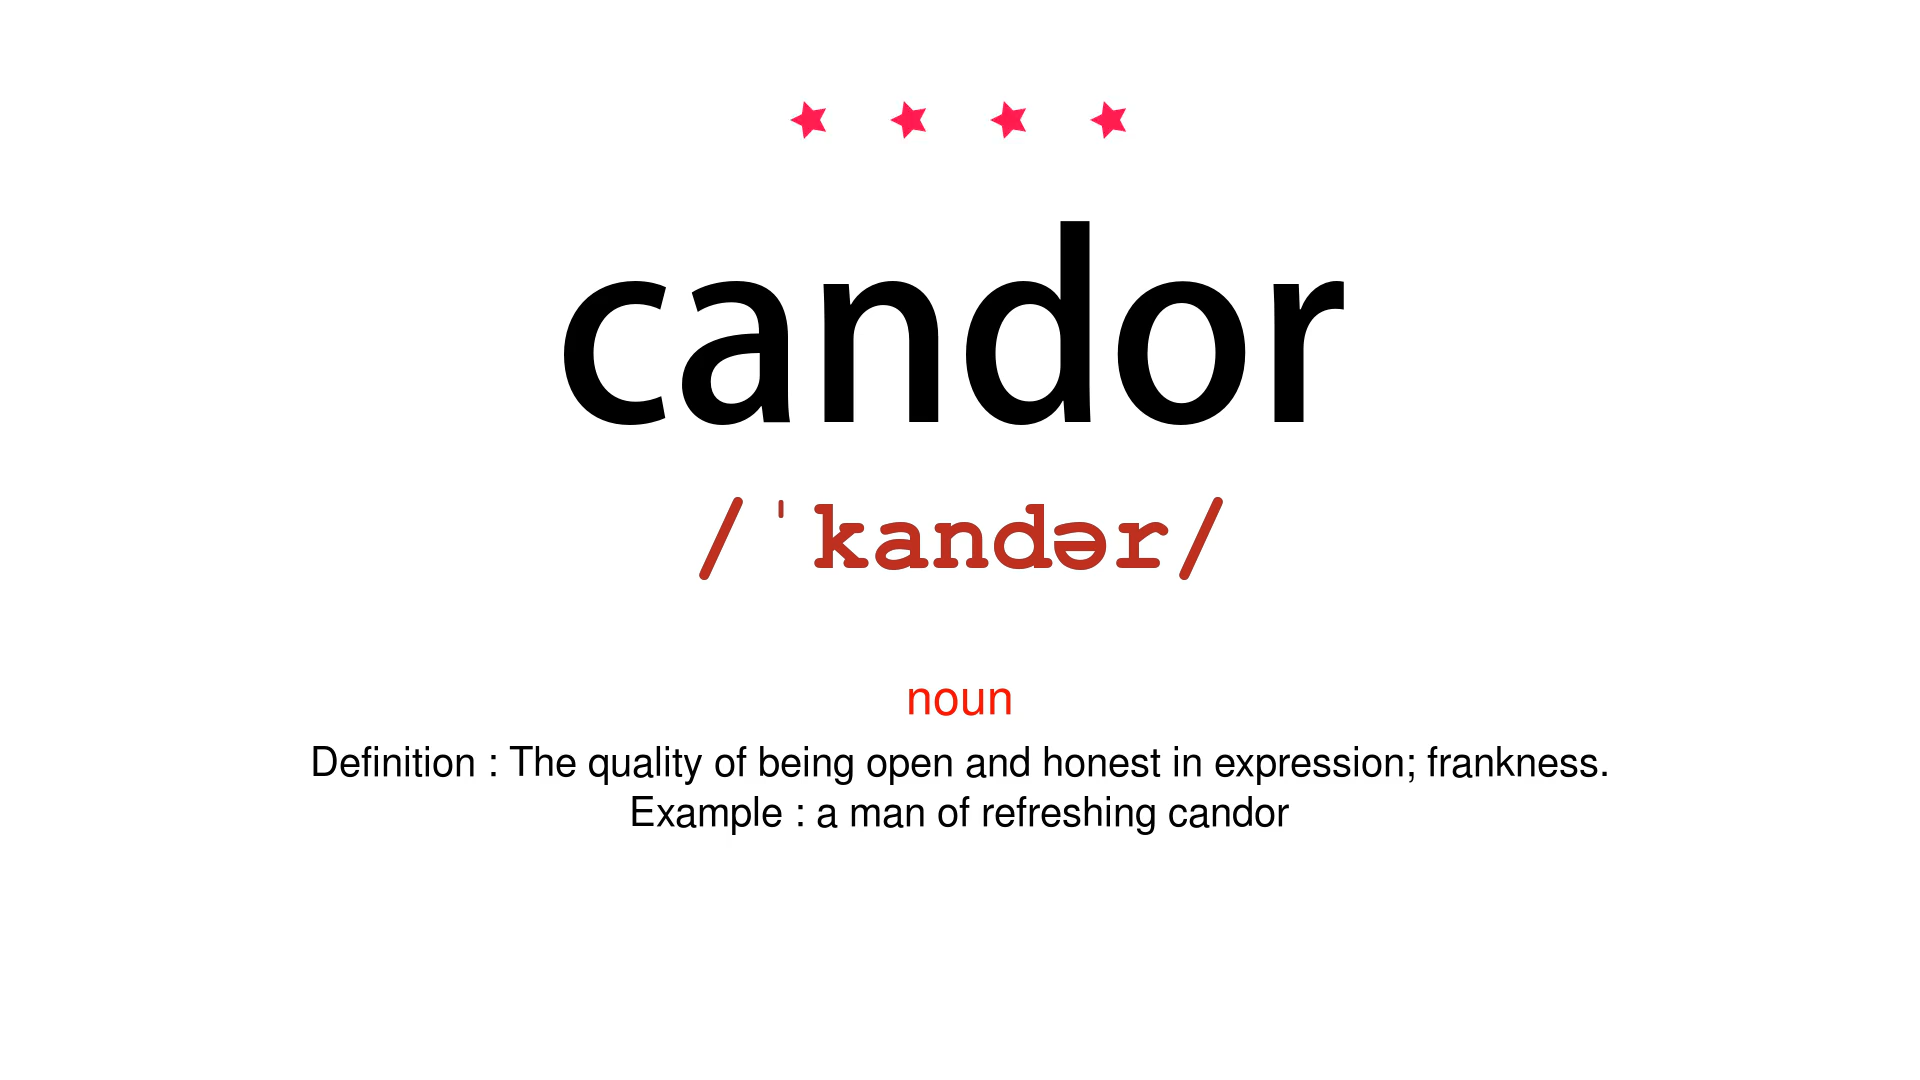 candor
/ˈkandər/
noun
Definition : The quality of being open and honest in expression; frankness.
Example : a man of refreshing candor